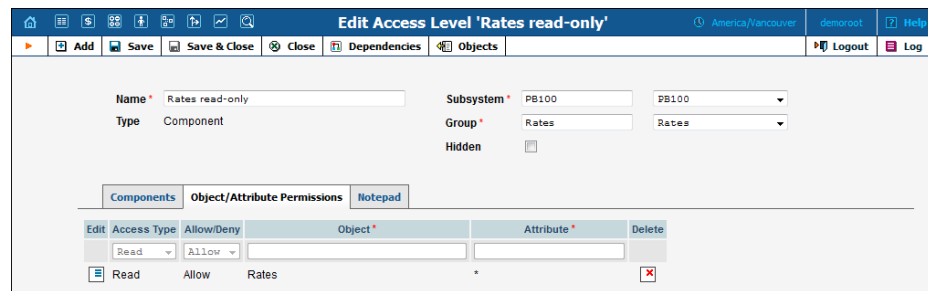 Edit Access Level 'Rates read-only' America/Vancouver demoroot Help
Add Save Save & Close Close Dependencies Objects Logout Log
Name * Rates read-only Subsystem * PB100 PB100
Type Component Group * Rates Rates
Hidden
Components Object/Attribute Permissions Notepad
Edit Access Type Allow/Deny Object * Attribute * Delete
Read Allow
Read Allow Rates *